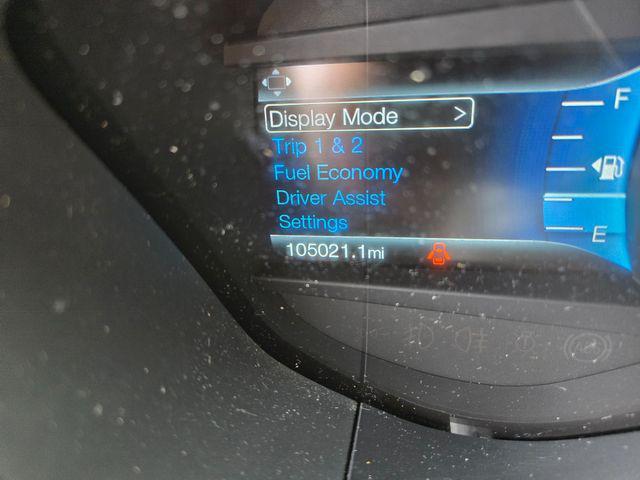 Display Mode >
Trip 1 & 2
Fuel Economy
Driver Assist
Settings
105021.1mi
F
E